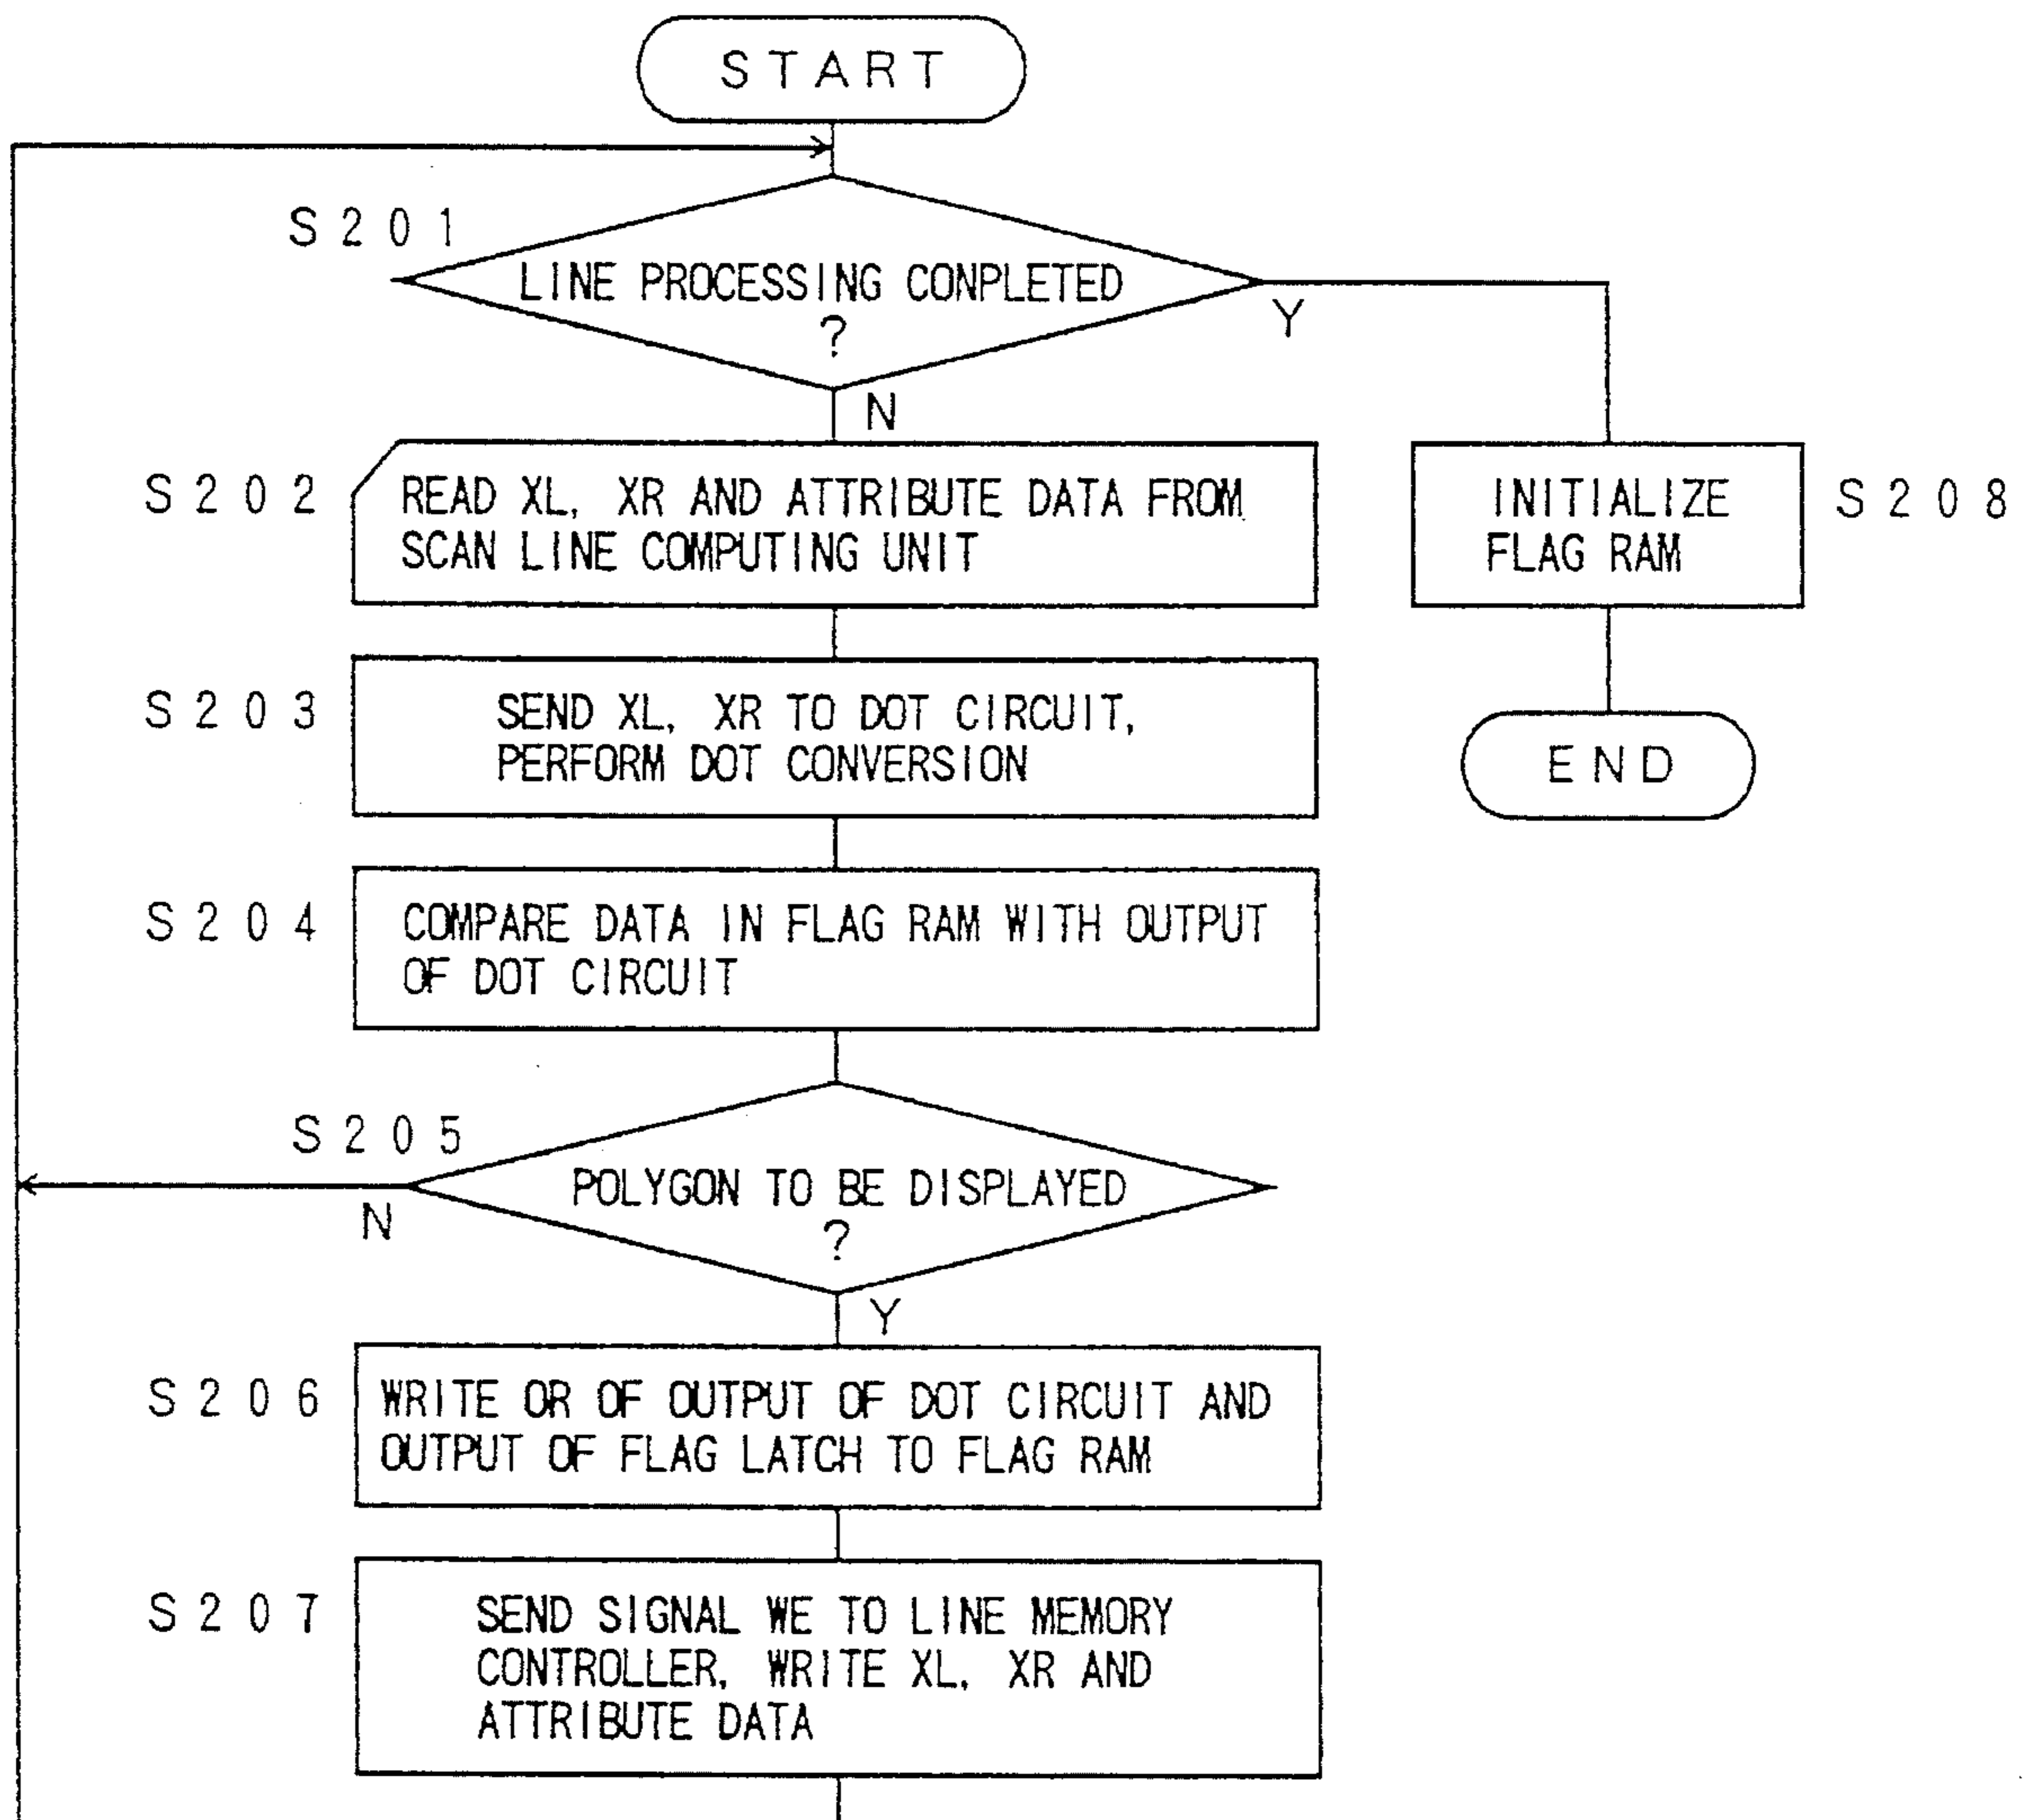 START
S201
LINE PROCESSING CONPLETED
?
Y
N
S202
READ XL, XR AND ATTRIBUTE DATA FROM
SCAN LINE COMPUTING UNIT
INITIALIZE
FLAG RAM
S208
S203
SEND XL, XR TO DOT CIRCUIT,
PERFORM DOT CONVERSION
END
S204
COMPARE DATA IN FLAG RAM WITH OUTPUT
OF DOT CIRCUIT
S205
POLYGON TO BE DISPLAYED
?
N
Y
S206
WRITE OR OF OUTPUT OF DOT CIRCUIT AND
OUTPUT OF FLAG LATCH TO FLAG RAM
S207
SEND SIGNAL WE TO LINE MEMORY
CONTROLLER, WRITE XL, XR AND
ATTRIBUTE DATA